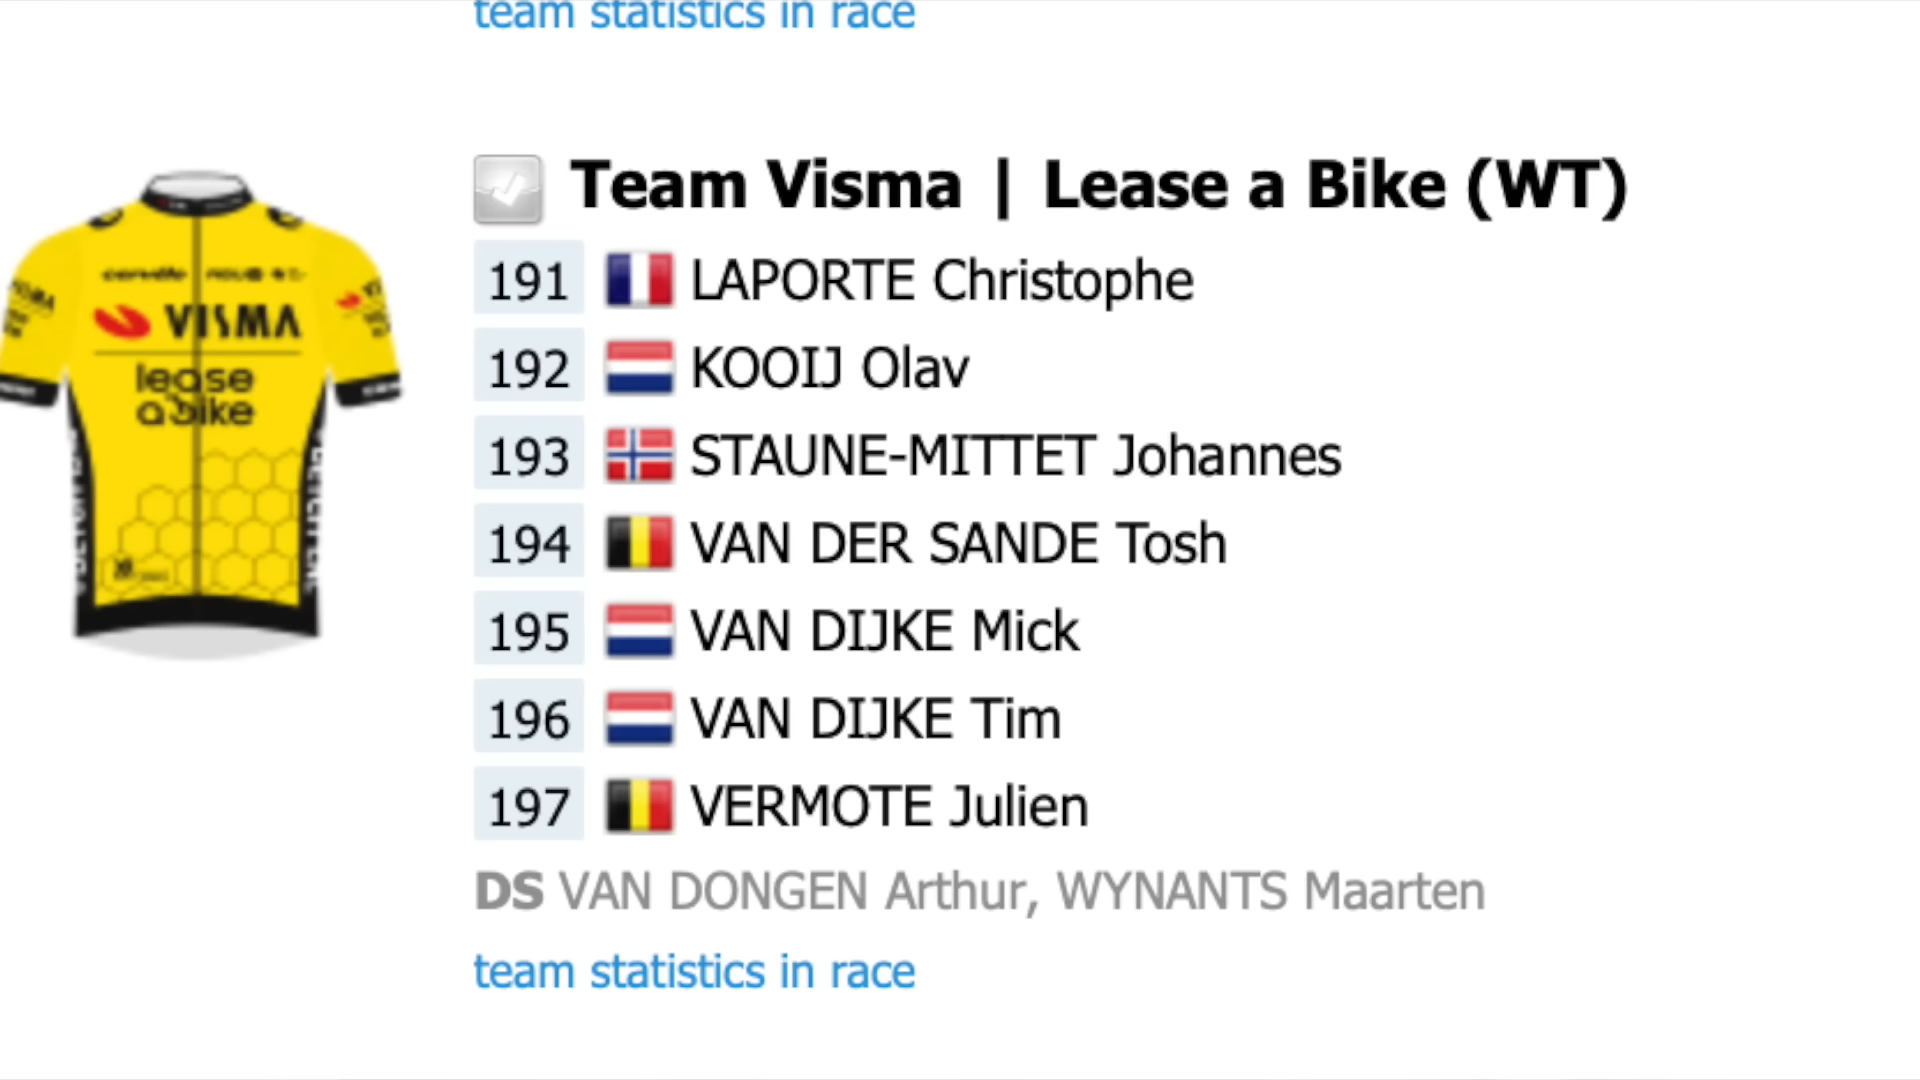 team statistics in race
Team Visma | Lease a Bike (WT)
191 LAPORTE Christophe
192 KOOIJ Olav
193 STAUNE-MITTET Johannes
194 VAN DER SANDE Tosh
195 VAN DIJKE Mick
196 VAN DIJKE Tim
197 VERMOTE Julien
DS VAN DONGEN Arthur, WYNANTS Maarten
team statistics in race
cervélo
VISMA
lease
a bike